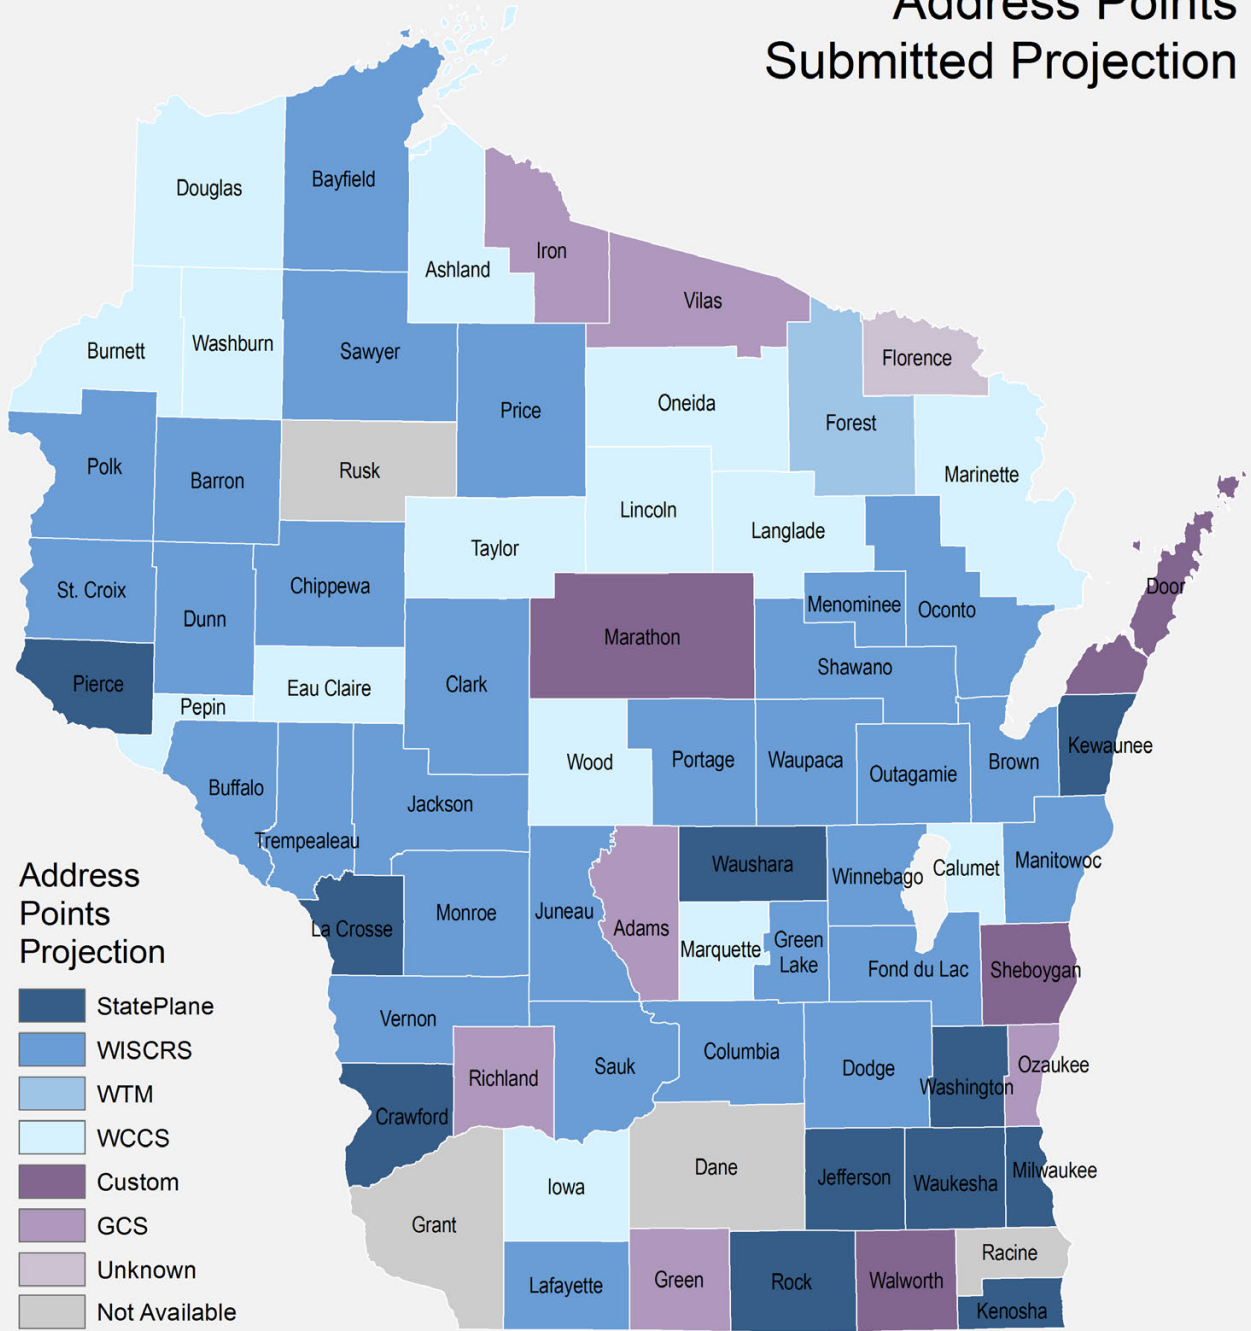 Address Points
Submitted Projection
Douglas
Bayfield
Ashland
Iron
Vilas
Burnett
Washburn
Sawyer
Price
Oneida
Forest
Florence
Marinette
Polk
Barron
Rusk
Taylor
Lincoln
Langlade
St. Croix
Dunn
Chippewa
Marathon
Menominee
Oconto
Door
Pierce
Pepin
Eau Claire
Clark
Shawano
Wood
Portage
Waupaca
Outagamie
Brown
Kewaunee
Buffalo
Trempealeau
Jackson
Waushara
Winnebago
Calumet
Manitowoc
La Crosse
Monroe
Juneau
Adams
Marquette
Green
Lake
Fond du Lac
Sheboygan
Vernon
Richland
Sauk
Columbia
Dodge
Washington
Ozaukee
Crawford
Grant
Iowa
Dane
Jefferson
Waukesha
Milwaukee
Lafayette
Green
Rock
Walworth
Racine
Kenosha
Address
Points
Projection
StatePlane
WISCRS
WTM
WCCS
Custom
GCS
Unknown
Not Available